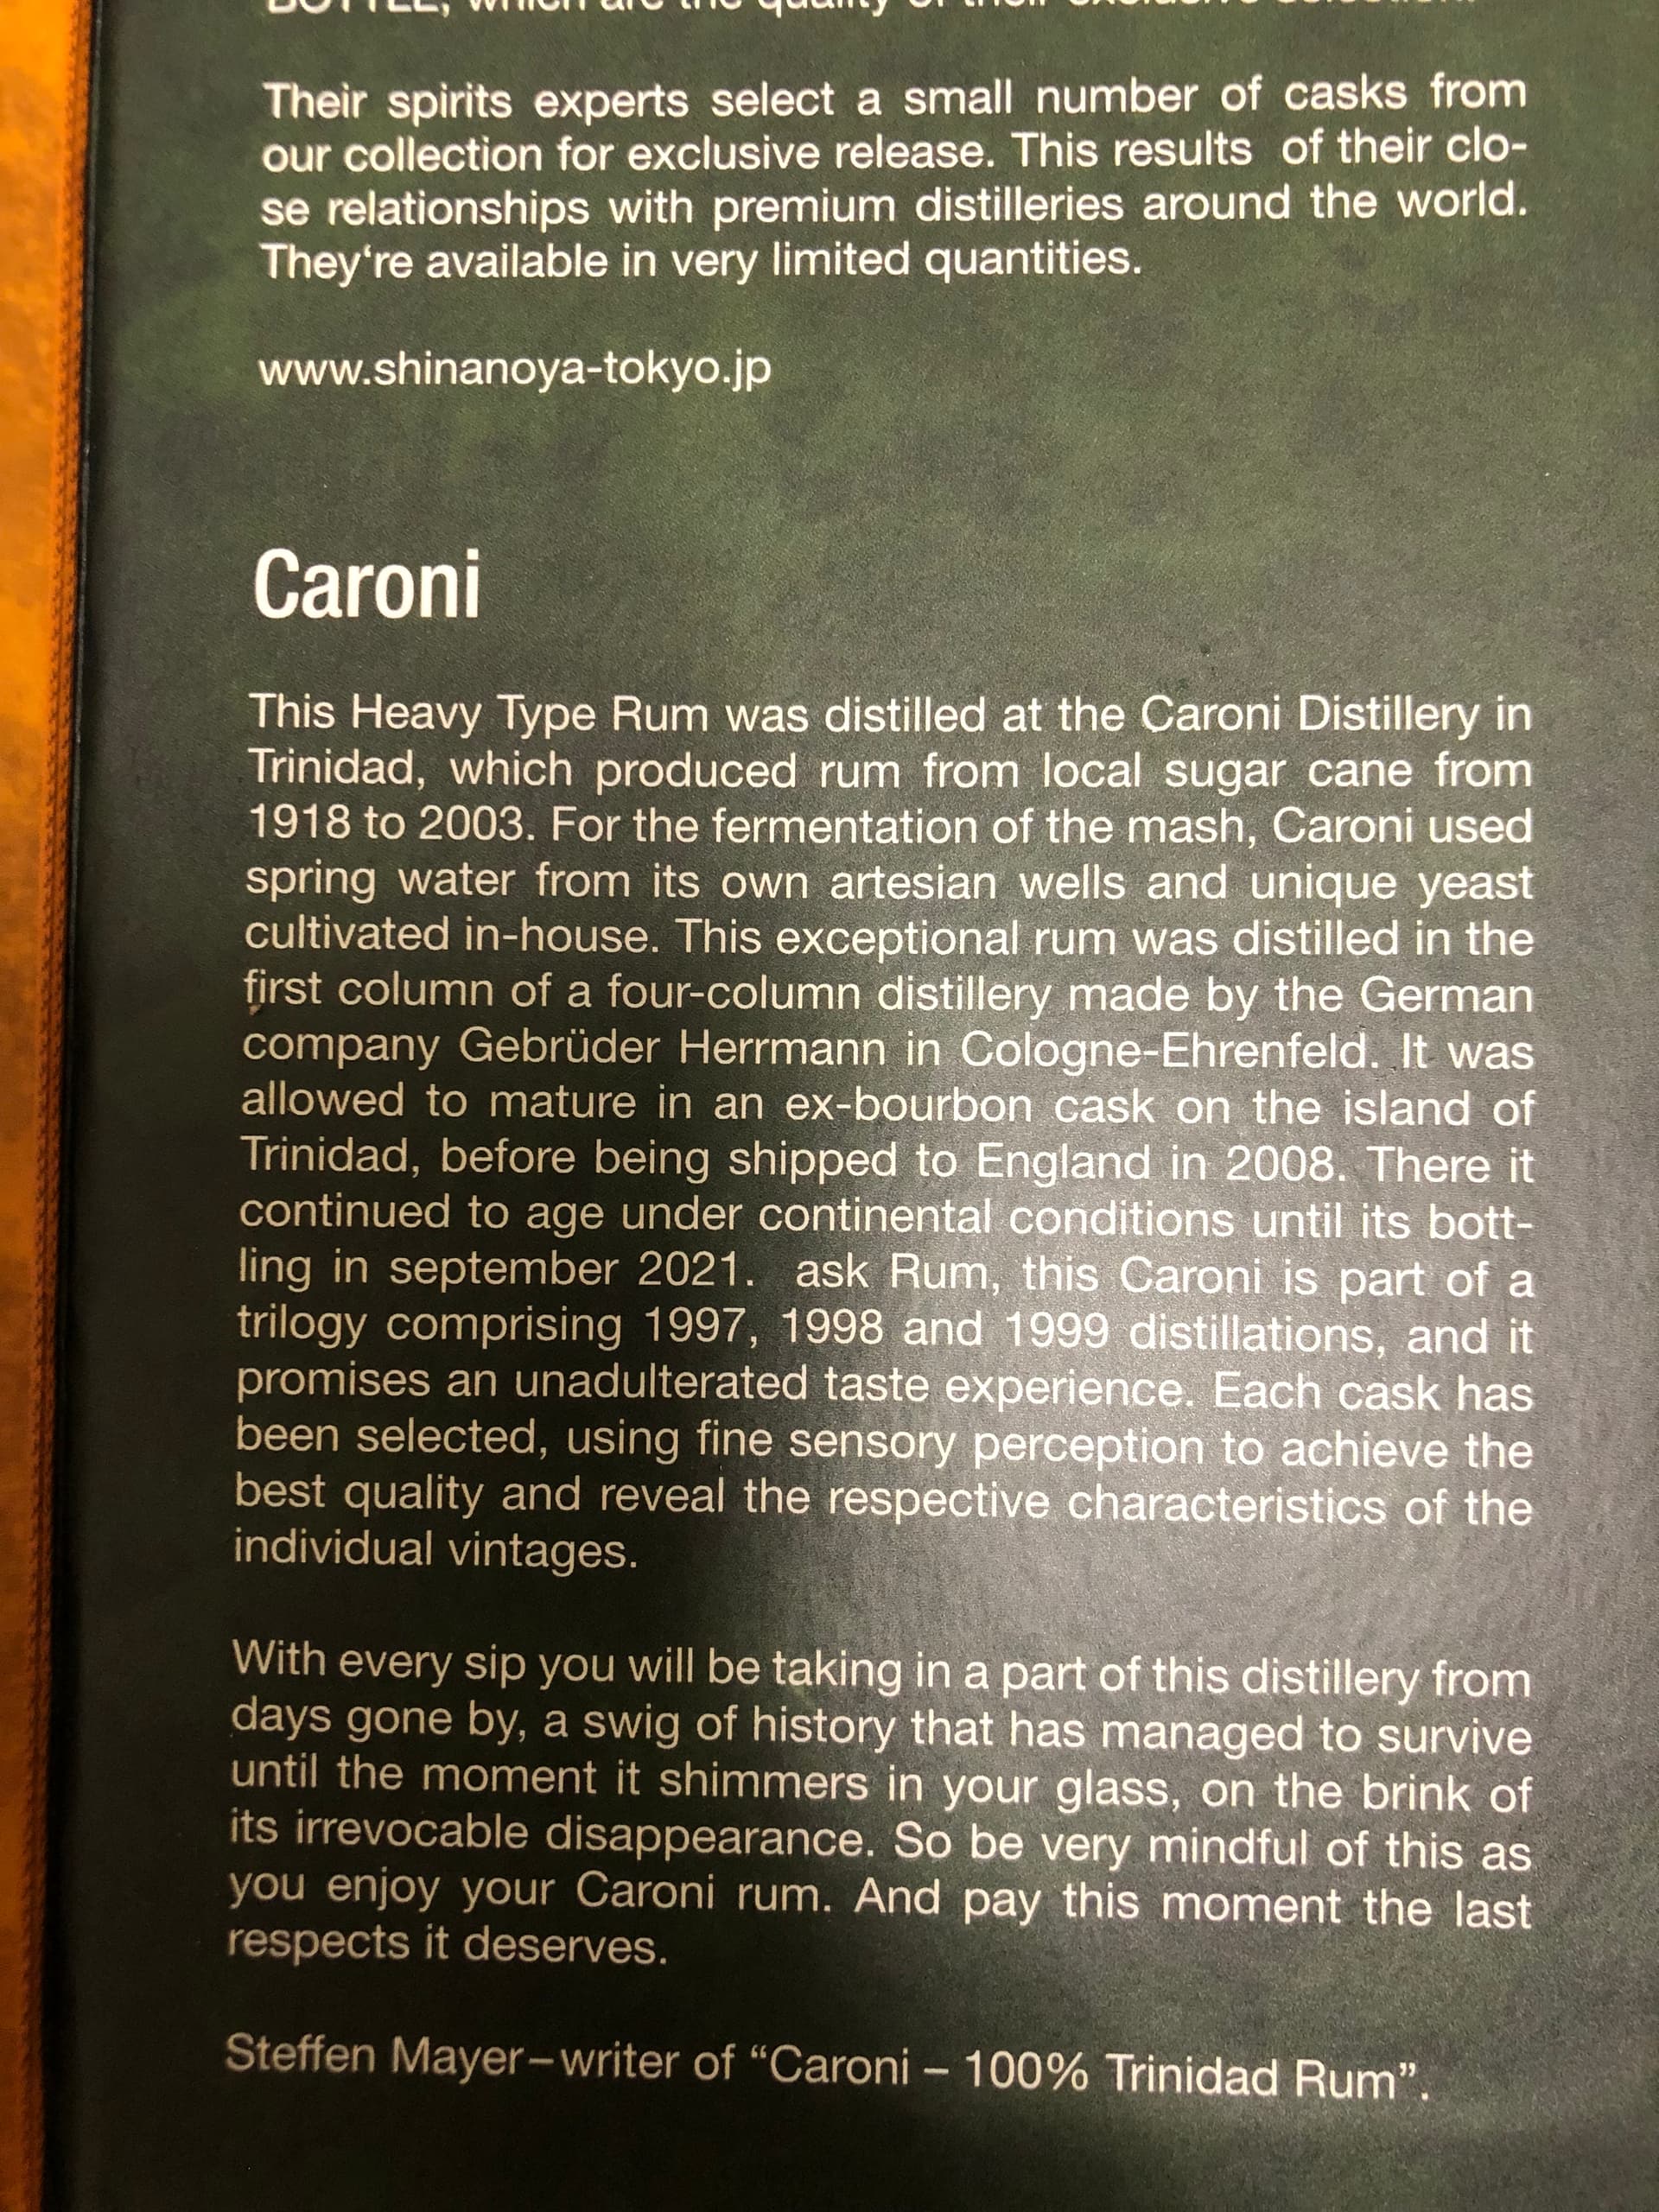 BOTTLE, which are the quality of their exclusive selection.
Their spirits experts select a small number of casks from
our collection for exclusive release. This results of their clo-
se relationships with premium distilleries around the world.
They‘re available in very limited quantities.
www.shinanoya-tokyo.jp
Caroni
This Heavy Type Rum was distilled at the Caroni Distillery in
Trinidad, which produced rum from local sugar cane from
1918 to 2003. For the fermentation of the mash, Caroni used
spring water from its own artesian wells and unique yeast
cultivated in-house. This exceptional rum was distilled in the
first column of a four-column distillery made by the German
company Gebrüder Herrmann in Cologne-Ehrenfeld. It was
allowed to mature in an ex-bourbon cask on the island of
Trinidad, before being shipped to England in 2008. There it
continued to age under continental conditions until its bott-
ling in september 2021. ask Rum, this Caroni is part of a
trilogy comprising 1997, 1998 and 1999 distillations, and it
promises an unadulterated taste experience. Each cask has
been selected, using fine sensory perception to achieve the
best quality and reveal the respective characteristics of the
individual vintages.
With every sip you will be taking in a part of this distillery from
days gone by, a swig of history that has managed to survive
until the moment it shimmers in your glass, on the brink of
its irrevocable disappearance. So be very mindful of this as
you enjoy your Caroni rum. And pay this moment the last
respects it deserves.
Steffen Mayer–writer of “Caroni – 100% Trinidad Rum”.